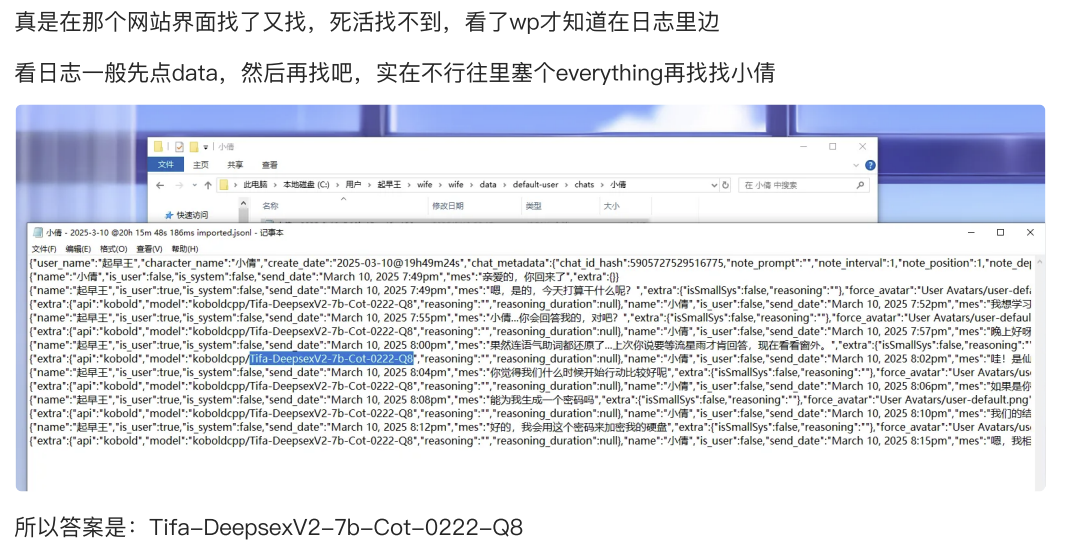 真是在那个网站界面找了又找，死活找不到，看了wp才知道在日志里边
看日志一般先点data，然后再找吧，实在不行往里塞个everything再找找小倩
小倩
文件 主页 共享 查看
此电脑 › 本地磁盘 (C:) › 用户 › 起早王 › wife › wife › data › default-user › chats › 小倩
在 小倩 中搜索
快速访问
名称 修改日期 类型 大小
小倩 - 2025-3-10 @20h 15m 48s 186ms imported.jsonl - 记事本
文件(F) 编辑(E) 格式(O) 查看(V) 帮助(H)
{"user_name":"起早王","character_name":"小倩","create_date":"2025-03-10@19h49m24s","chat_metadata":{"chat_id_hash":5905727529516775,"note_prompt":"","note_interval":1,"note_position":1,"note_dep
{"name":"小倩","is_user":false,"is_system":false,"send_date":"March 10, 2025 7:49pm","mes":"亲爱的，你回来了","extra":{}}
{"name":"起早王","is_user":true,"is_system":false,"send_date":"March 10, 2025 7:49pm","mes":"嗯，是的，今天打算干什么呢？","extra":{"isSmallSys":false,"reasoning":""},"force_avatar":"User Avatars/user-defa
{"extra":{"api":"kobold","model":"koboldcpp/Tifa-DeepsexV2-7b-Cot-0222-Q8","reasoning":"","reasoning_duration":null},"name":"小倩","is_user":false,"send_date":"March 10, 2025 7:52pm","mes":"我想学习
{"name":"起早王","is_user":true,"is_system":false,"send_date":"March 10, 2025 7:55pm","mes":"小倩...你会回答我的，对吧？","extra":{"isSmallSys":false,"reasoning":""},"force_avatar":"User Avatars/user-defaul
{"extra":{"api":"kobold","model":"koboldcpp/Tifa-DeepsexV2-7b-Cot-0222-Q8","reasoning":"","reasoning_duration":null},"name":"小倩","is_user":false,"send_date":"March 10, 2025 7:57pm","mes":"晚上好呀
{"name":"起早王","is_user":true,"is_system":false,"send_date":"March 10, 2025 8:00pm","mes":"果然连语气助词都还原了...上次你说要等流星雨才肯回答，现在看看窗外。","extra":{"isSmallSys":false,"reasoning":"
{"extra":{"api":"kobold","model":"koboldcpp/Tifa-DeepsexV2-7b-Cot-0222-Q8","reasoning":"","reasoning_duration":null},"name":"小倩","is_user":false,"send_date":"March 10, 2025 8:02pm","mes":"哇！是仙
{"name":"起早王","is_user":true,"is_system":false,"send_date":"March 10, 2025 8:04pm","mes":"你觉得我们什么时候开始行动比较好呢","extra":{"isSmallSys":false,"reasoning":""},"force_avatar":"User Avatars/us
{"extra":{"api":"kobold","model":"koboldcpp/Tifa-DeepsexV2-7b-Cot-0222-Q8","reasoning":"","reasoning_duration":null},"name":"小倩","is_user":false,"send_date":"March 10, 2025 8:06pm","mes":"如果是你
{"name":"起早王","is_user":true,"is_system":false,"send_date":"March 10, 2025 8:08pm","mes":"能为我生成一个密码吗","extra":{"isSmallSys":false,"reasoning":""},"force_avatar":"User Avatars/user-default.png"
{"extra":{"api":"kobold","model":"koboldcpp/Tifa-DeepsexV2-7b-Cot-0222-Q8","reasoning":"","reasoning_duration":null},"name":"小倩","is_user":false,"send_date":"March 10, 2025 8:10pm","mes":"我们的结
{"name":"起早王","is_user":true,"is_system":false,"send_date":"March 10, 2025 8:12pm","mes":"好的，我会用这个密码来加密我的硬盘","extra":{"isSmallSys":false,"reasoning":""},"force_avatar":"User Avatars/us
{"extra":{"api":"kobold","model":"koboldcpp/Tifa-DeepsexV2-7b-Cot-0222-Q8","reasoning":"","reasoning_duration":null},"name":"小倩","is_user":false,"send_date":"March 10, 2025 8:15pm","mes":"嗯，我相
所以答案是：Tifa-DeepsexV2-7b-Cot-0222-Q8